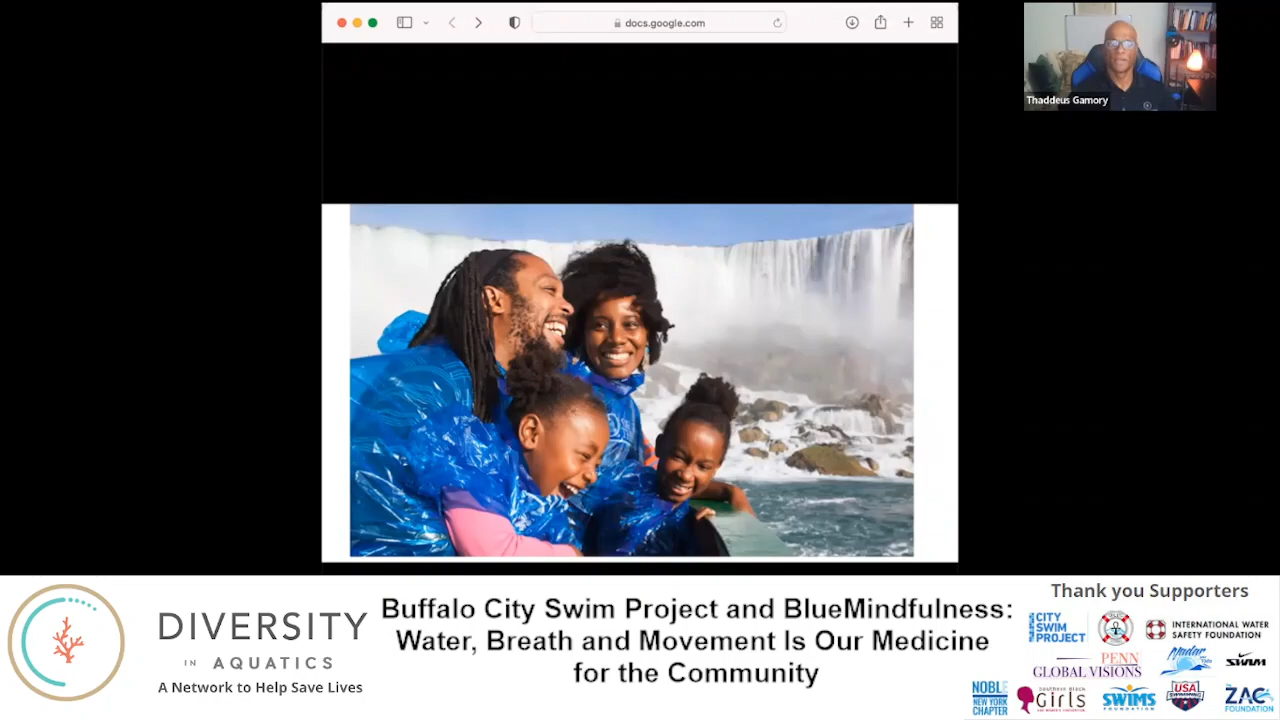 docs.google.com
Thaddeus Gamory
DIVERSITY
IN AQUATICS
A Network to Help Save Lives
Buffalo City Swim Project and BlueMindfulness:
Water, Breath and Movement Is Our Medicine
for the Community
Thank you Supporters
CITY
SWIM
PROJECT
INTERNATIONAL WATER
SAFETY FOUNDATION
PENN
GLOBAL VISIONS
SWIM
NEW YORK
CHAPTER
Girls
SWIMS
FOUNDATION
USA
ZAC
FOUNDATION